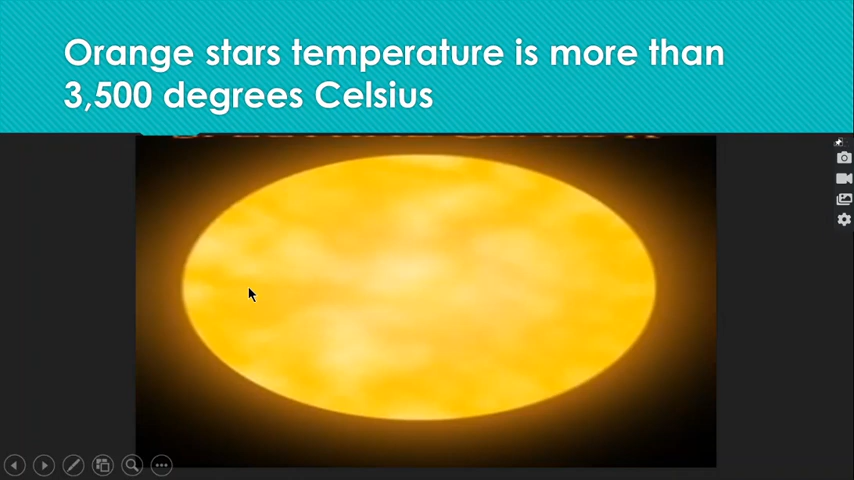 Orange stars temperature is more than
3,500 degrees Celsius